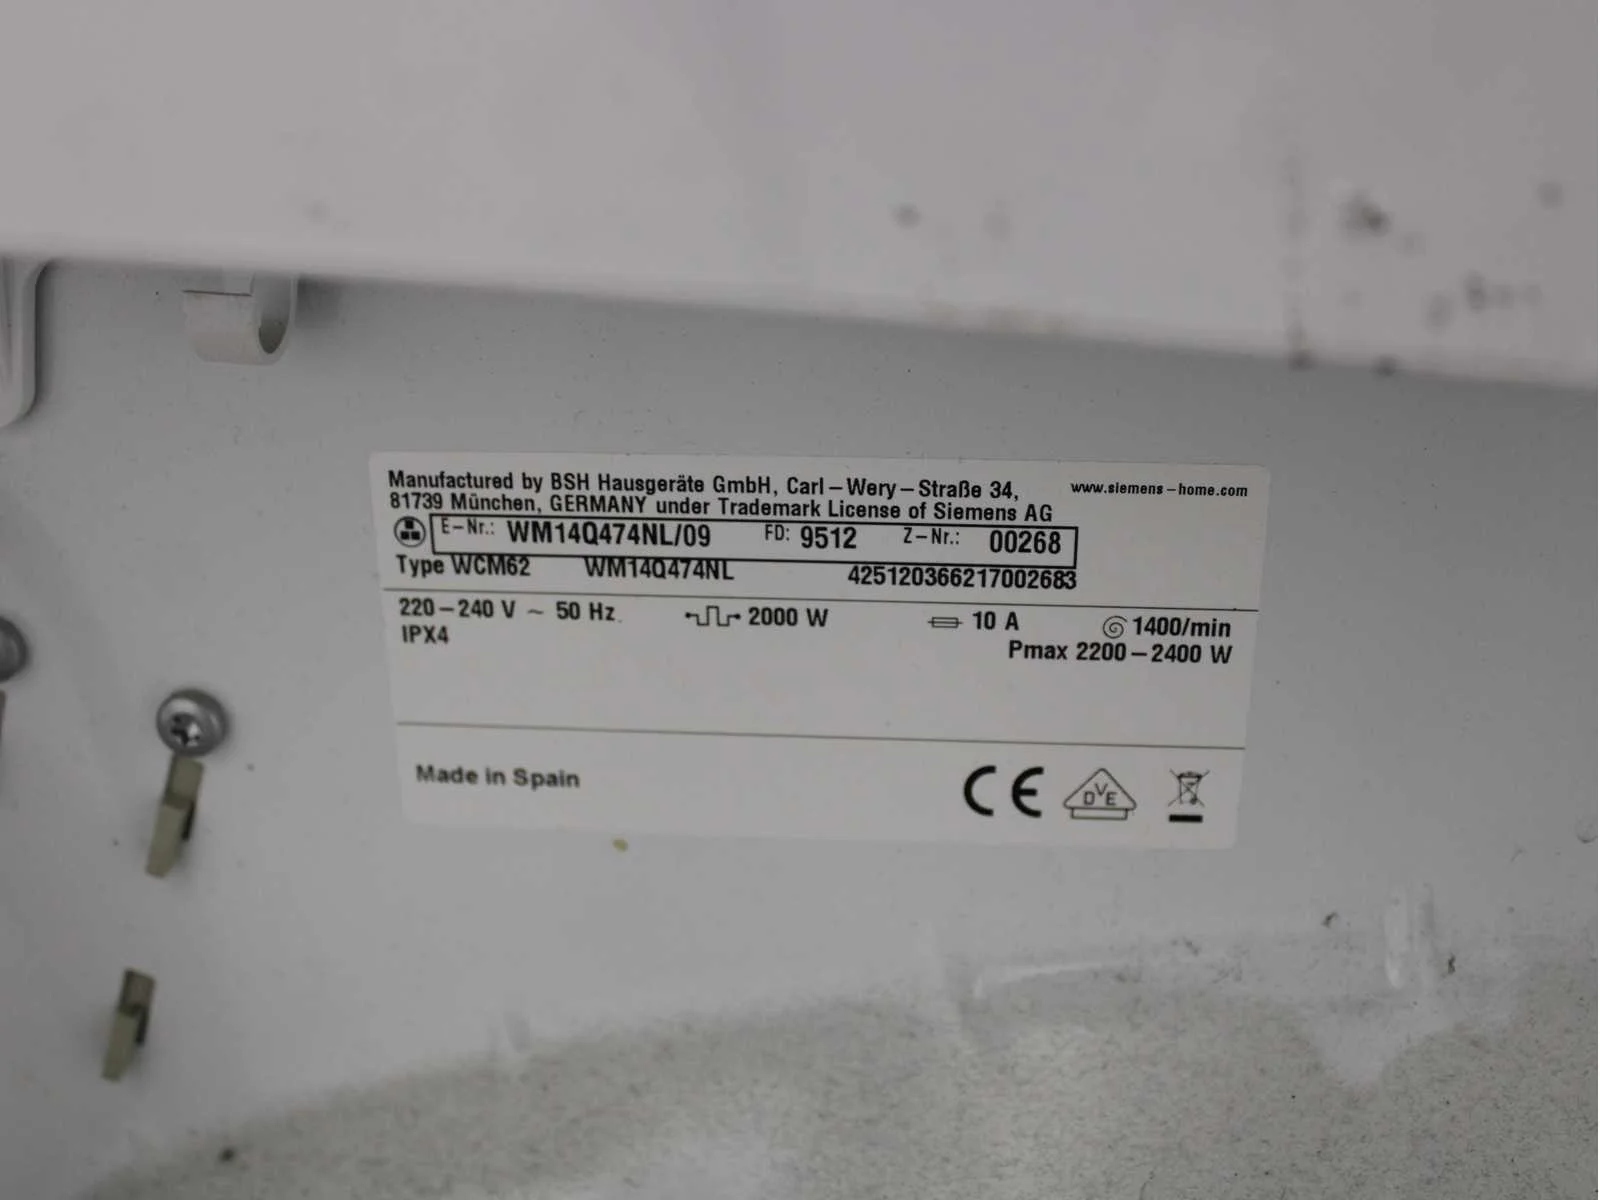 Manufactured by BSH Hausgeräte GmbH, Carl-Wery-Straße 34, www.siemens-home.com
81739 München, GERMANY under Trademark License of Siemens AG
E-Nr.: WM14Q474NL/09 FD: 9512 Z-Nr.: 00268
Type WCM62 WM14Q474NL 425120366217002683
220-240 V ~ 50 Hz 2000 W 10 A 1400/min
IPX4 Pmax 2200-2400 W
Made in Spain CE DVE